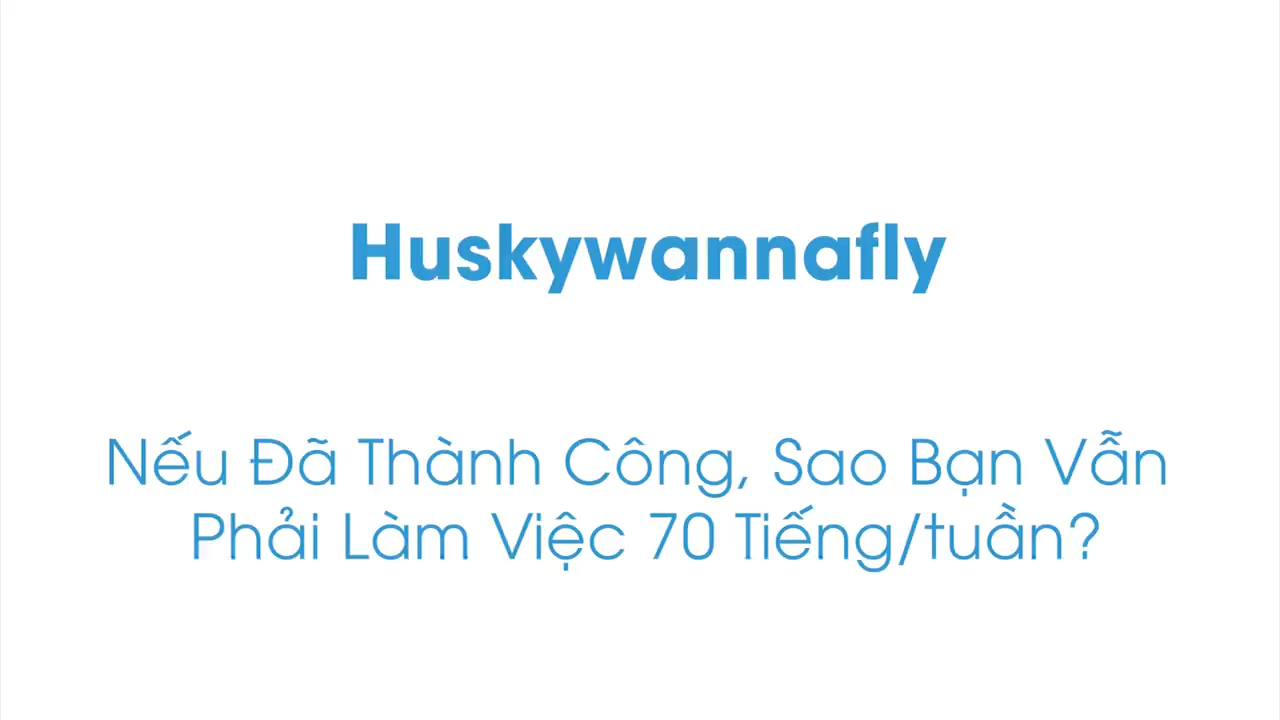 Huskywannafly
Nếu Đã Thành Công, Sao Bạn Vẫn
Phải Làm Việc 70 Tiếng/tuần?